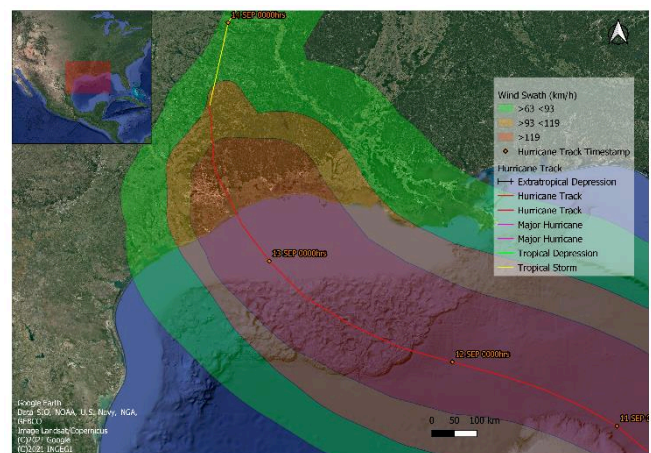 14 SEP 0000hrs
Wind Swath (km/h)
>63 <93
>93 <119
>119
Hurricane Track Timestamp
Hurricane Track
Extratropical Depression
Hurricane Track
Hurricane Track
Major Hurricane
Major Hurricane
Tropical Depression
Tropical Storm
13 SEP 0000hrs
12 SEP 0000hrs
11 SEP
0 50 100 km
Google Earth
Data SIO, NOAA, U.S. Navy, NGA,
GEBCO
Image Landsat/Copernicus
(C)2021 Google
(C)2021 INEGI